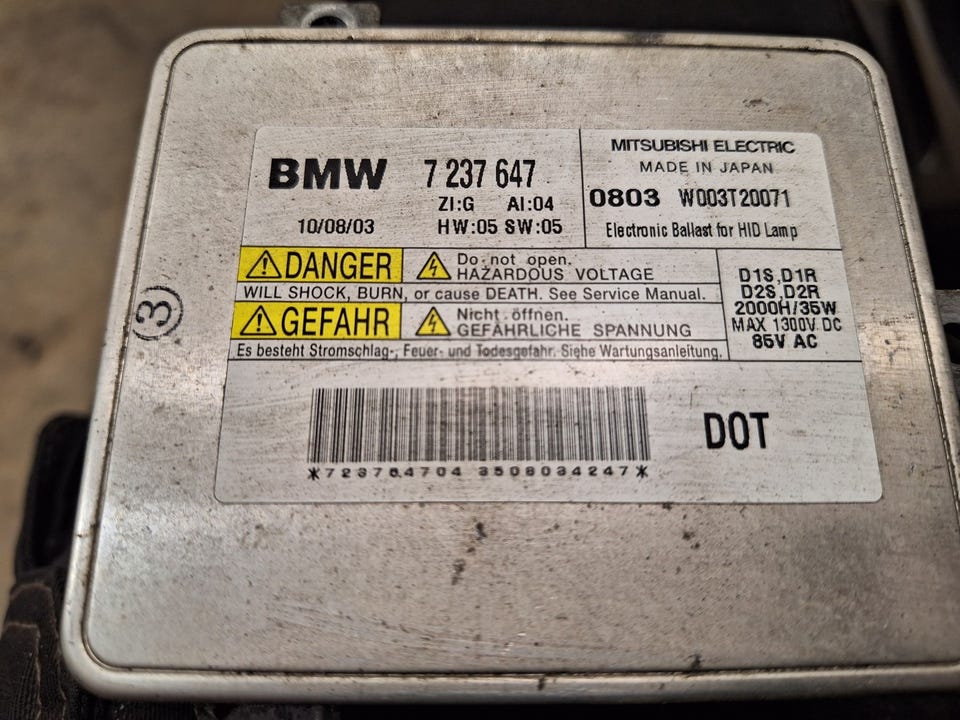 BMW 7 237 647
ZI:G AI:04
10/08/03 HW:05 SW:05
MITSUBISHI ELECTRIC
MADE IN JAPAN
0803 W003T20071
Electronic Ballast for HID Lamp
DANGER Do not open.
HAZARDOUS VOLTAGE
WILL SHOCK, BURN, or cause DEATH. See Service Manual.
GEFAHR Nicht öffnen.
GEFÄHRLICHE SPANNUNG
Es besteht Stromschlag-, Feuer- und Todesgefahr. Siehe Wartungsanleitung.
D1S,D1R
D2S,D2R
2000H/35W
MAX 1300V DC
85V AC
3
*723764704 3508034247*
DOT